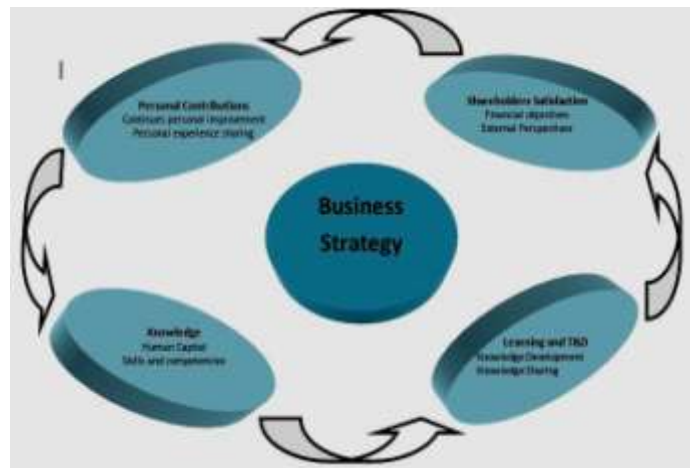 Personal Contributions
Continues personal improvement
Personal experience sharing
Shareholders Satisfaction
Financial objectives
External Perspectives
Business
Strategy
Knowledge
Human Capital
Skills and competencies
Learning and T&D
Knowledge Development
Knowledge Sharing